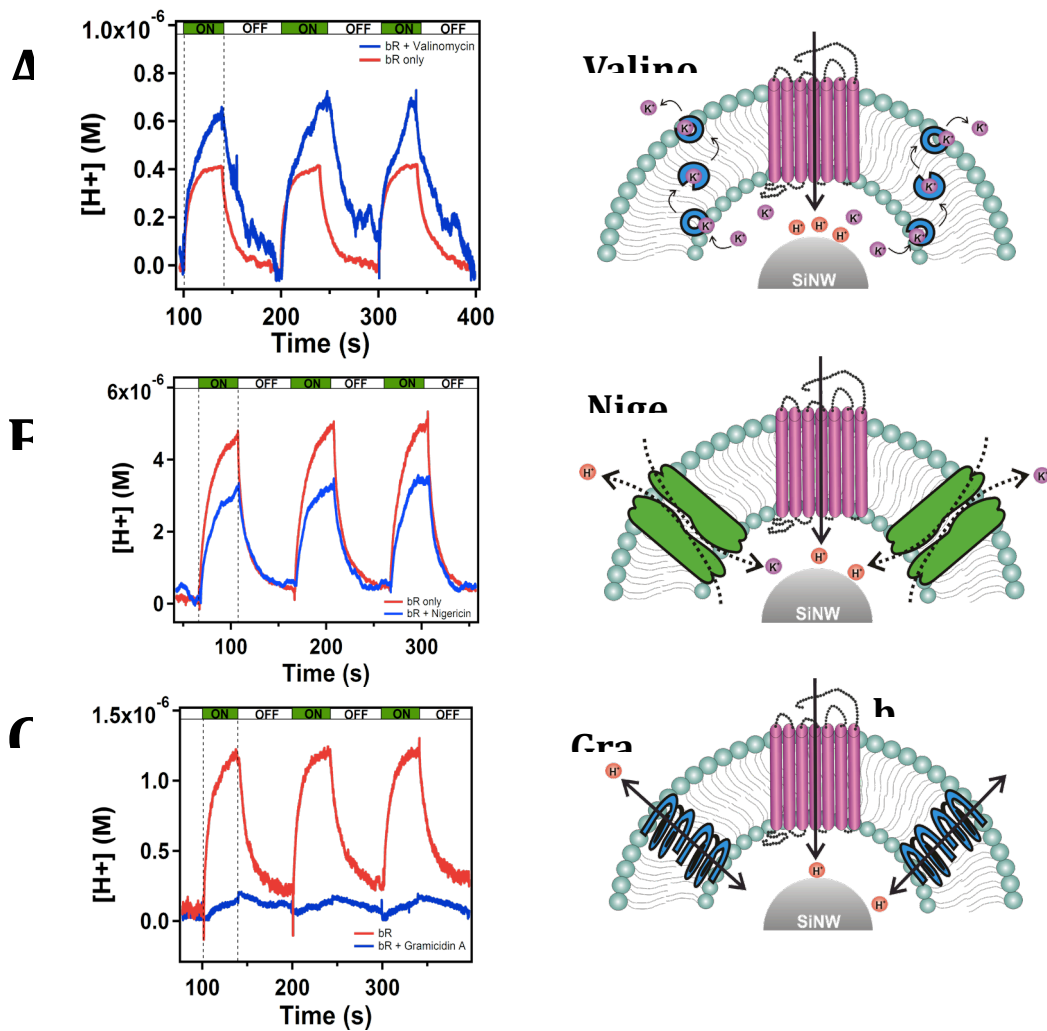 A
1.0x10-6
ON OFF ON OFF ON OFF
bR + Valinomycin
bR only
0.8
0.6
0.4
0.2
0.0
[H+] (M)
100 200 300 400
Time (s)
Valino
K+ K+ K+ K+ K+ K+ K+ K+ K+ K+ K+ K+
H+ H+ H+
SiNW
6x10-6
ON OFF ON OFF ON OFF
4
2
0
[H+] (M)
bR only
bR + Nigericin
100 200 300
Time (s)
Nige
H+ K+
K+ H+ H+
SiNW
1.5x10-6
ON OFF ON OFF ON OFF
1.0
0.5
0.0
[H+] (M)
bR
bR + Gramicidin A
100 200 300
Time (s)
b
Gra
H+
H+
H+
SiNW